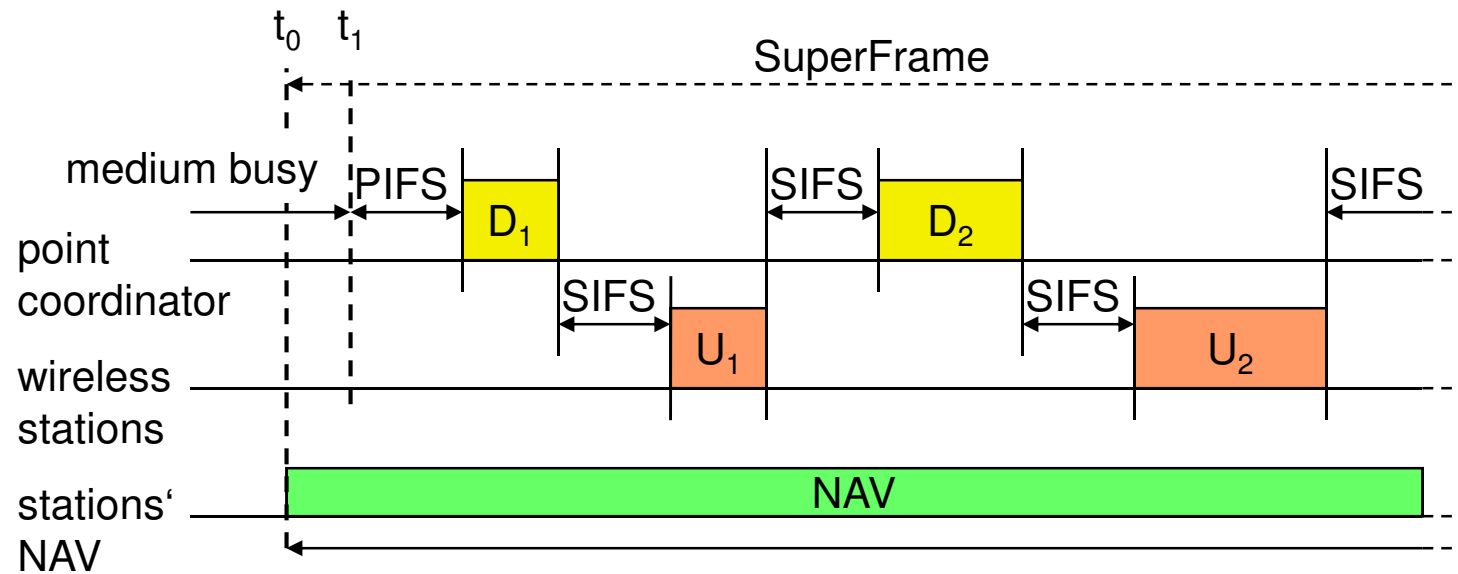 t₀ t₁
SuperFrame
medium busy
PIFS
SIFS
SIFS
D₁
D₂
point
coordinator
SIFS
SIFS
U₁
U₂
wireless
stations
NAV
stations‘
NAV